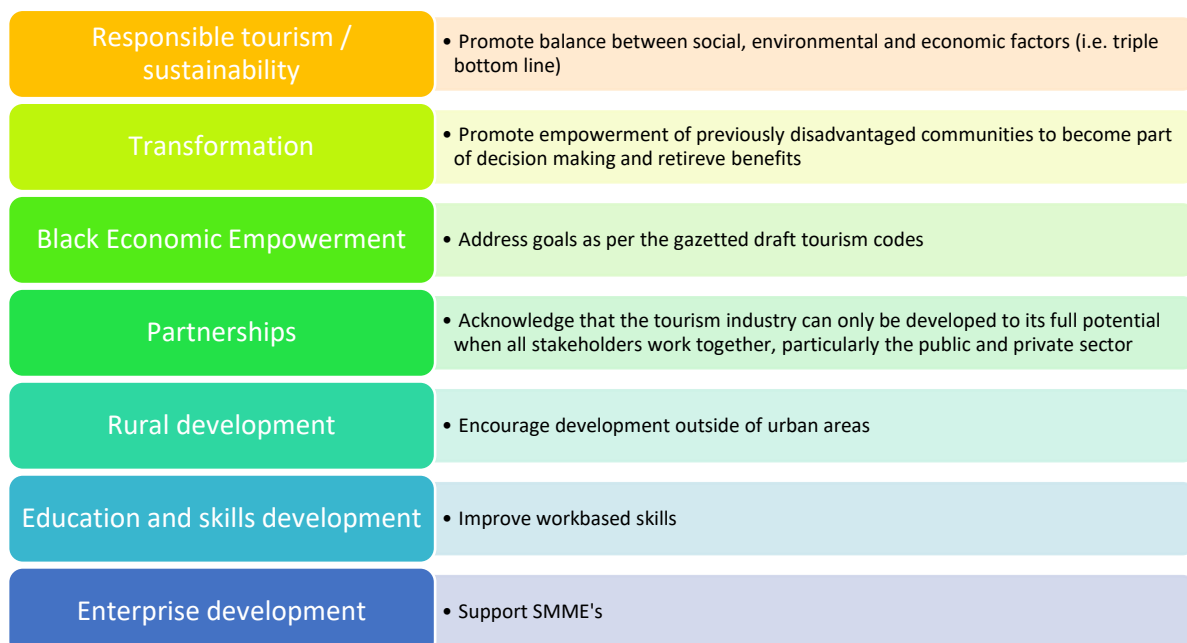 Responsible tourism /
sustainability
• Promote balance between social, environmental and economic factors (i.e. triple
bottom line)
Transformation
• Promote empowerment of previously disadvantaged communities to become part
of decision making and retireve benefits
Black Economic Empowerment
• Address goals as per the gazetted draft tourism codes
Partnerships
• Acknowledge that the tourism industry can only be developed to its full potential
when all stakeholders work together, particularly the public and private sector
Rural development
• Encourage development outside of urban areas
Education and skills development
• Improve workbased skills
Enterprise development
• Support SMME's